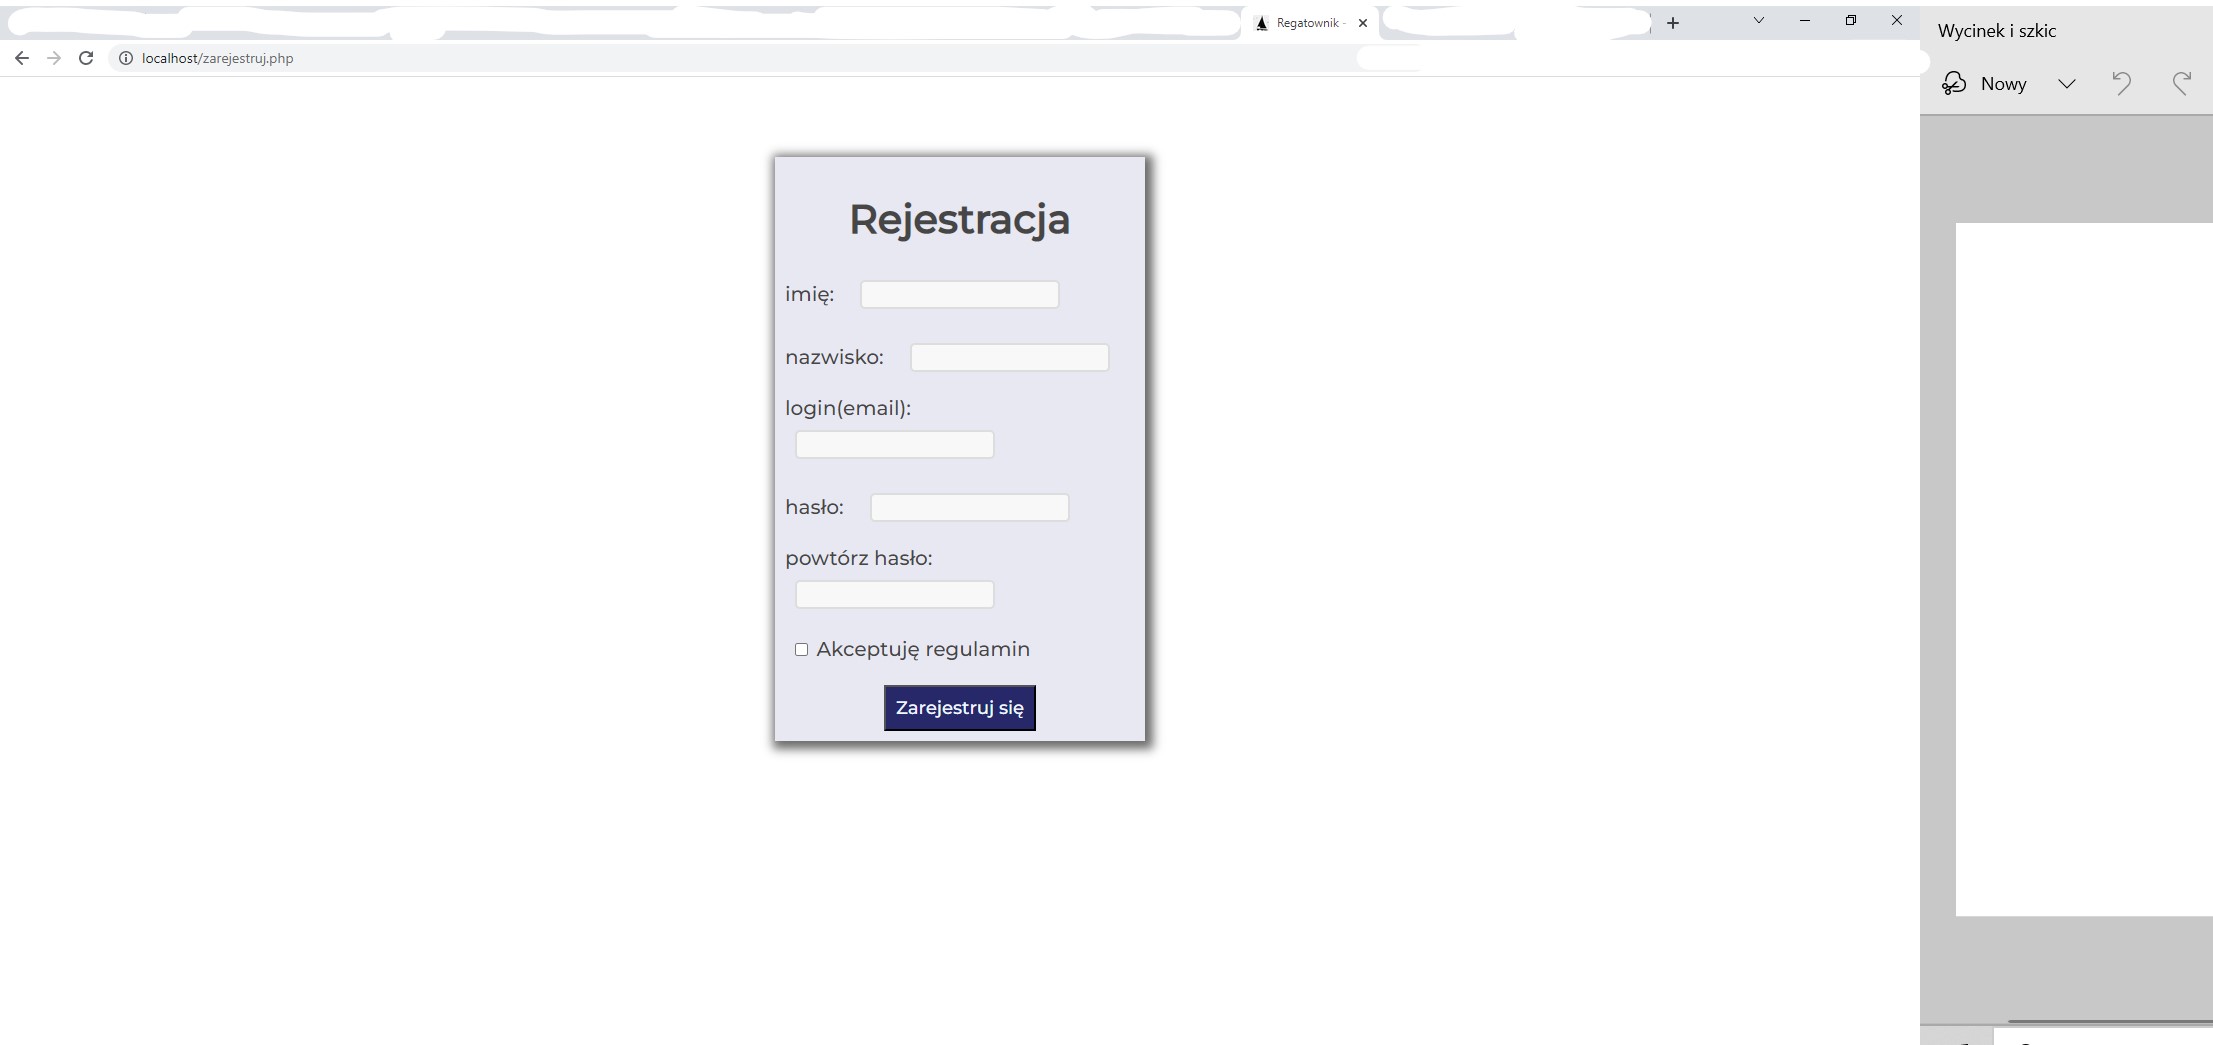 Regatownik -
Wycinek i szkic
localhost/zarejestruj.php
Nowy
Rejestracja
imię:
nazwisko:
login(email):
hasło:
powtórz hasło:
Akceptuję regulamin
Zarejestruj się